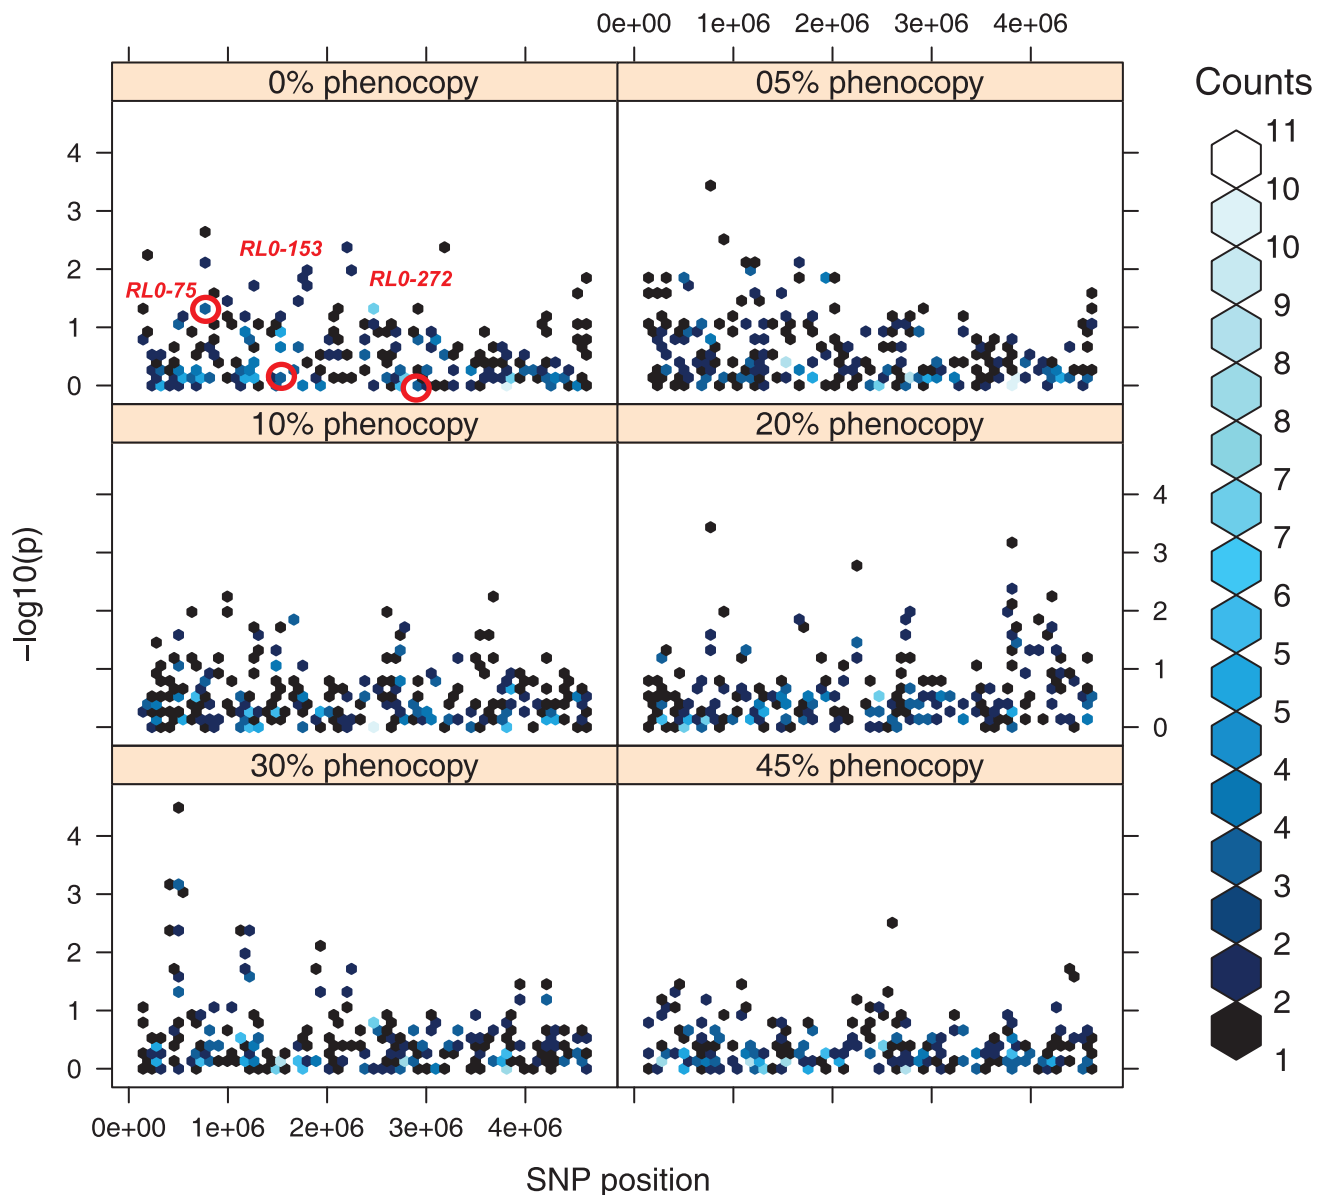 0e+00 1e+06 2e+06 3e+06 4e+06
0% phenocopy
05% phenocopy
Counts
11
10
10
9
8
8
7
7
6
5
5
4
4
3
2
2
1
4
3
2
1
0
RL0-153
RL0-272
RL0-75
10% phenocopy
20% phenocopy
4
3
2
1
0
−log10(p)
30% phenocopy
45% phenocopy
4
3
2
1
0
0e+00 1e+06 2e+06 3e+06 4e+06
SNP position